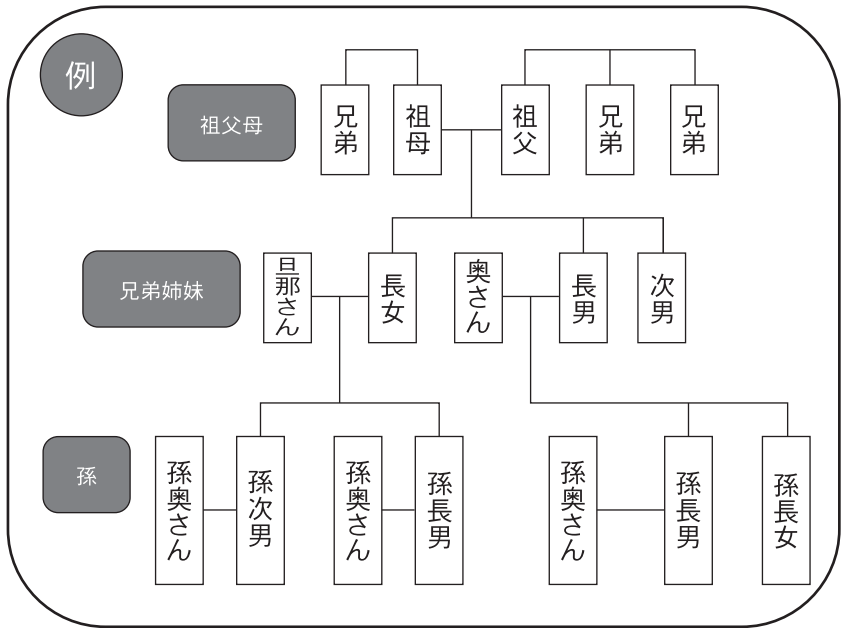 例
祖父母
兄弟
祖母
祖父
兄弟
兄弟
兄弟姉妹
旦那さん
長女
奥さん
長男
次男
孫
孫奥さん
孫次男
孫奥さん
孫長男
孫奥さん
孫長男
孫長女